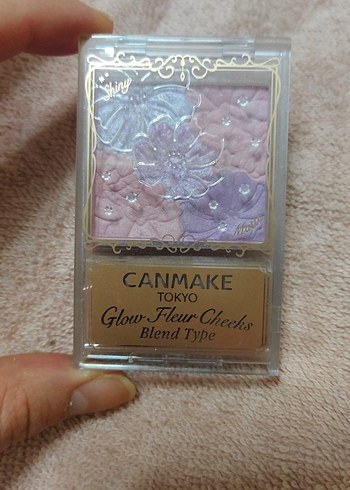 Shiny
CANMAKE
TOKYO
Glow Fleur Cheeks
Blend Type